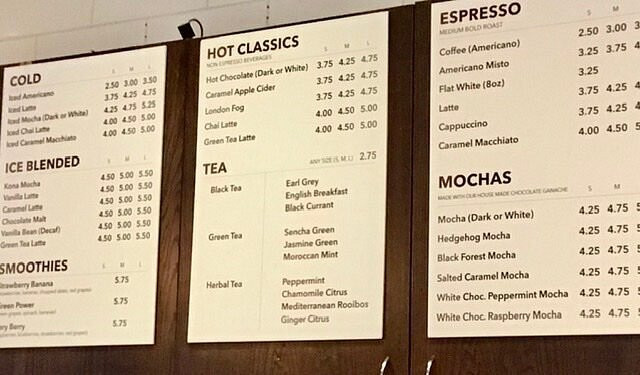 COLD S M L
Iced Americano 2.50 3.00 3.50
Iced Latte 3.75 4.25 4.75
Iced Mocha (Dark or White) 4.25 4.75 5.25
Iced Chai Latte 4.00 4.50 5.00
Iced Caramel Macchiato 4.00 4.50 5.00
ICE BLENDED S M L
Kona Mocha 4.50 5.00 5.50
Vanilla Latte 4.50 5.00 5.50
Caramel Latte 4.50 5.00 5.50
Chocolate Malt 4.50 5.00 5.50
Vanilla Bean (Decaf) 4.50 5.00 5.50
Green Tea Latte 4.50 5.00 5.50
SMOOTHIES
Strawberry Banana 5.75
Green Power 5.75
Berry 5.75
HOT CLASSICS S M L
NON-ESPRESSO BEVERAGES
Hot Chocolate (Dark or White) 3.75 4.25 4.75
Caramel Apple Cider 3.75 4.25 4.75
London Fog 3.75 4.25 4.75
Chai Latte 4.00 4.50 5.00
Green Tea Latte 4.00 4.50 5.00
TEA ANY SIZE (S, M, L) 2.75
Black Tea Earl Grey
English Breakfast
Black Currant
Green Tea Sencha Green
Jasmine Green
Moroccan Mint
Herbal Tea Peppermint
Chamomile Citrus
Mediterranean Rooibos
Ginger Citrus
ESPRESSO S M
MEDIUM BOLD ROAST
Coffee (Americano) 2.50 3.00 3
Americano Misto 3.25 3.75 4
Flat White (8oz) 3.25
Latte 3.75 4.25 4
Cappuccino 3.75 4.25 4
Caramel Macchiato 4.00 4.50 5
MOCHAS S M
MADE WITH OUR HOUSE MADE CHOCOLATE GANACHE
Mocha (Dark or White) 4.25 4.75 5
Hedgehog Mocha 4.25 4.75 5
Black Forest Mocha 4.25 4.75 5
Salted Caramel Mocha 4.25 4.75 5
White Choc. Peppermint Mocha 4.25 4.75 5
White Choc. Raspberry Mocha 4.25 4.75 5